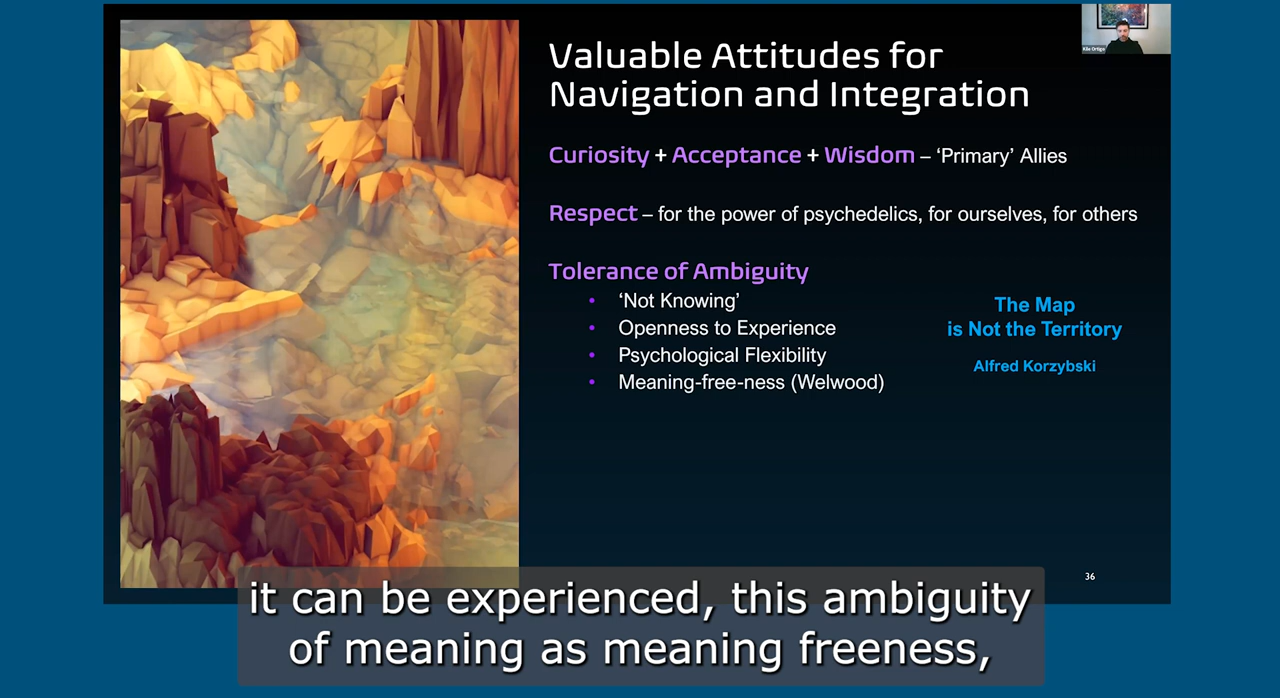 Kile Ortigo
Valuable Attitudes for
Navigation and Integration
Curiosity + Acceptance + Wisdom – ‘Primary’ Allies
Respect – for the power of psychedelics, for ourselves, for others
Tolerance of Ambiguity
• ‘Not Knowing’
• Openness to Experience
• Psychological Flexibility
• Meaning-free-ness (Welwood)
The Map
is Not the Territory
Alfred Korzybski
36
it can be experienced, this ambiguity
of meaning as meaning freeness,